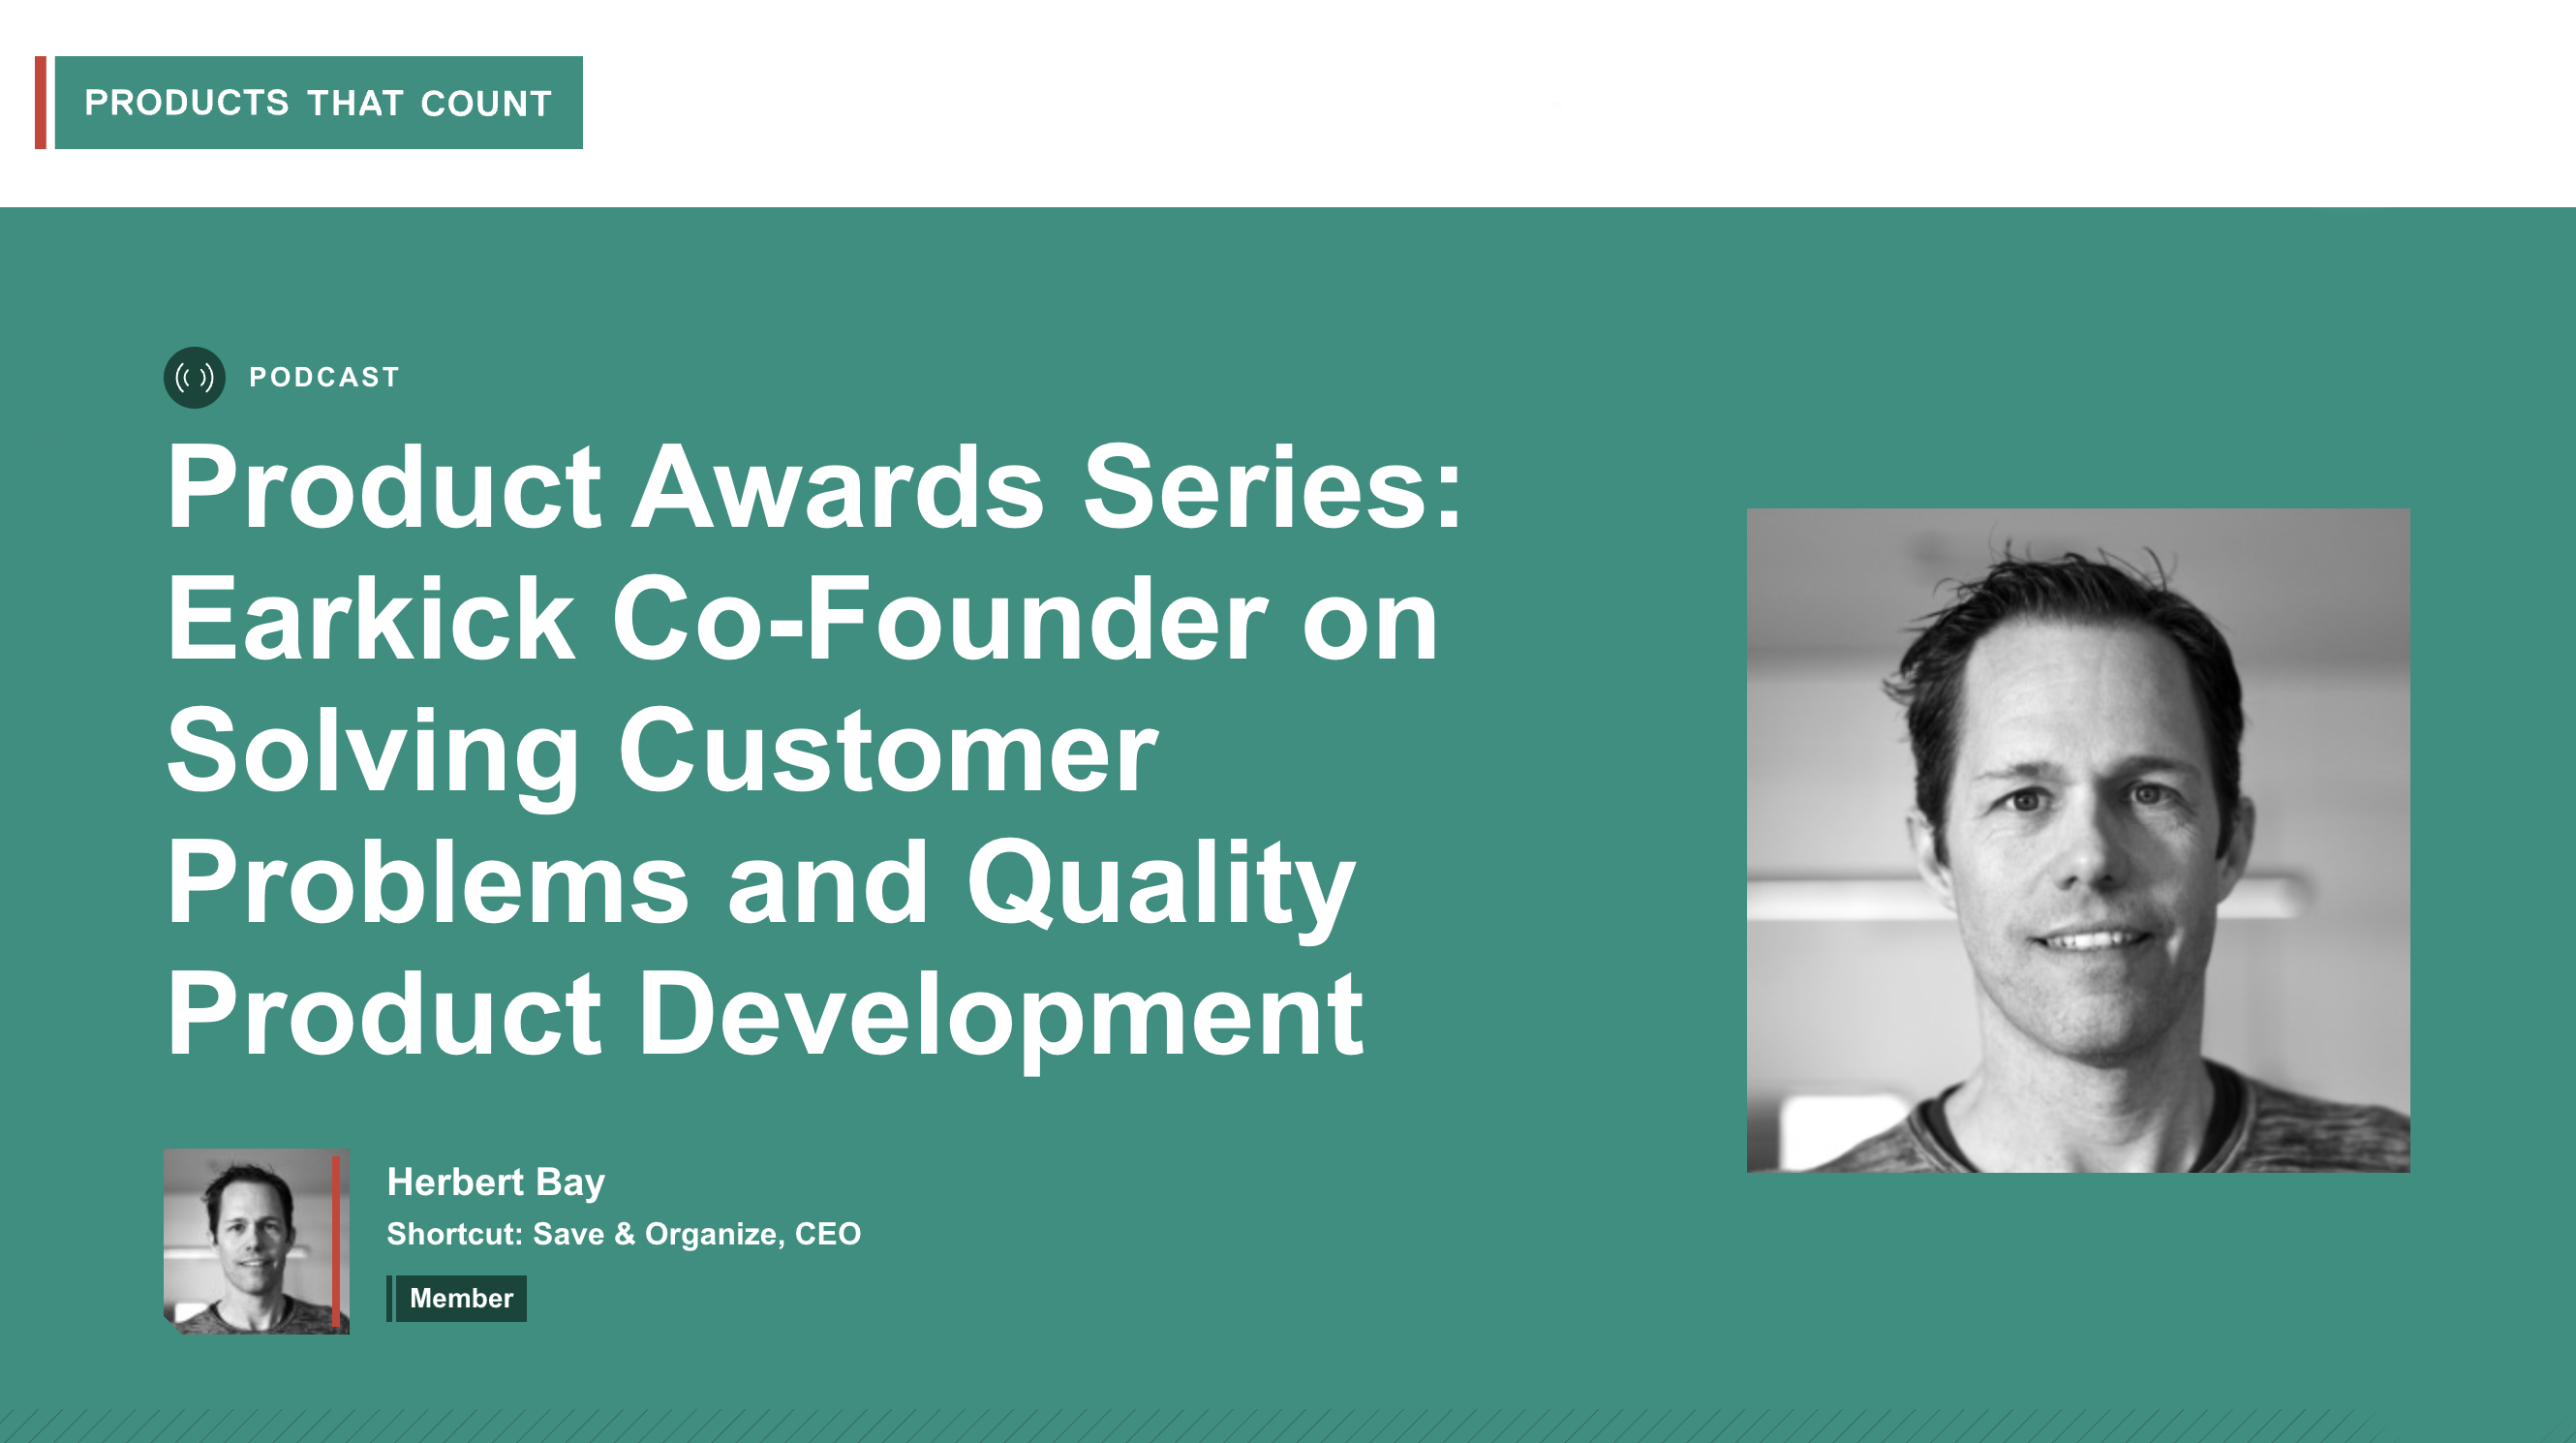 PRODUCTS THAT COUNT
PODCAST
Product Awards Series:
Earkick Co-Founder on
Solving Customer
Problems and Quality
Product Development
Herbert Bay
Shortcut: Save & Organize, CEO
Member